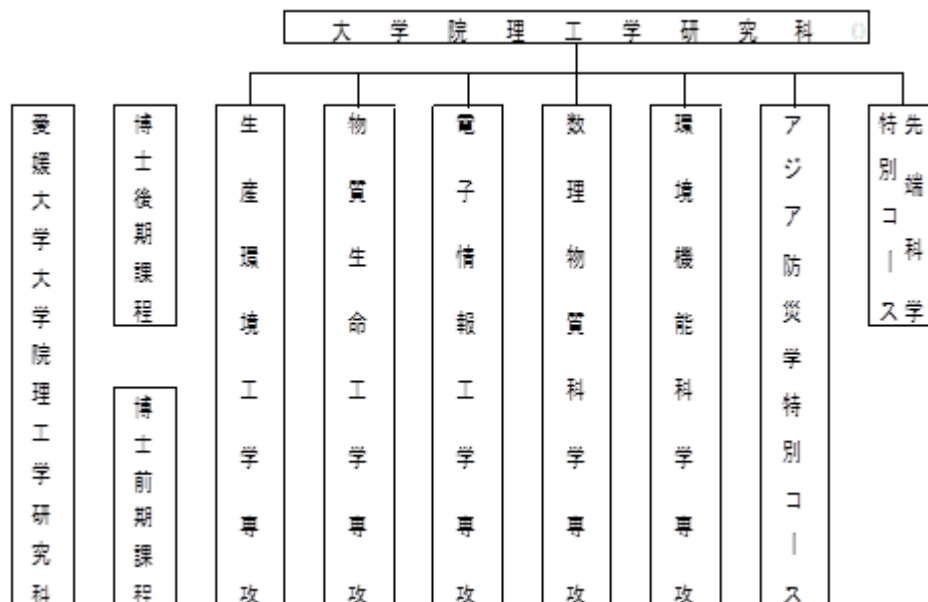 大学院理工学研究科 ()
愛媛大学大学院理工学研究科
博士後期課程
博士前期課程
生産環境工学専攻
物質生命工学専攻
電子情報工学専攻
数理物質科学専攻
環境機能科学専攻
アジア防災学特別コース
先端科学
特別コース